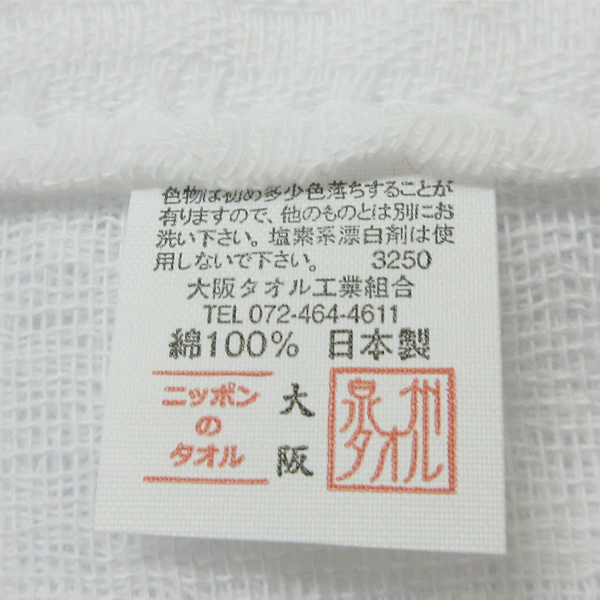 色物は初め多少色落ちすることが
有りますので、他のものとは別にお
洗い下さい。塩素系漂白剤は使
用しないで下さい。 3250
大阪タオル工業組合
TEL 072-464-4611
綿100% 日本製
ニッポン
の
タオル
大
阪
泉州
タオル